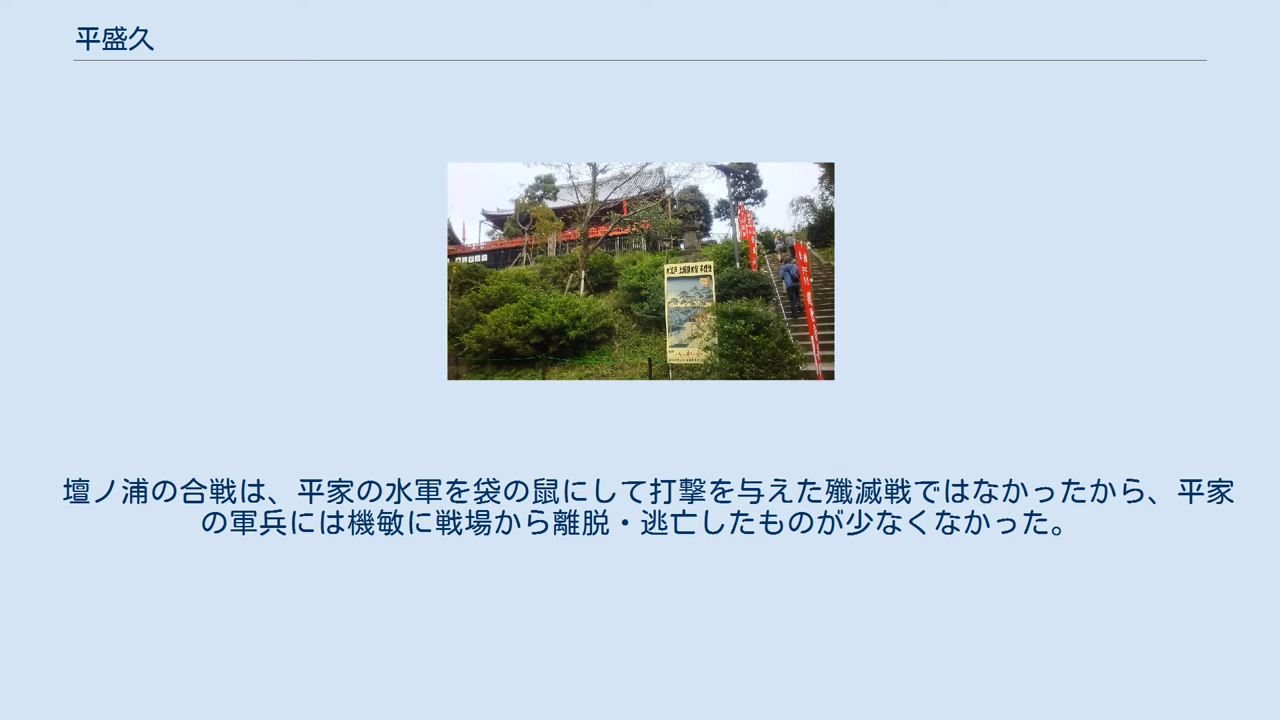 平盛久
壇ノ浦の合戦は、平家の水軍を袋の鼠にして打撃を与えた殲滅戦ではなかったから、平家
の軍兵には機敏に戦場から離脱・逃亡したものが少なくなかった。